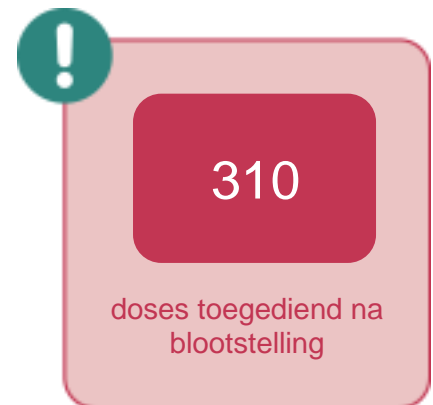 !
310
doses toegediend na
blootstelling